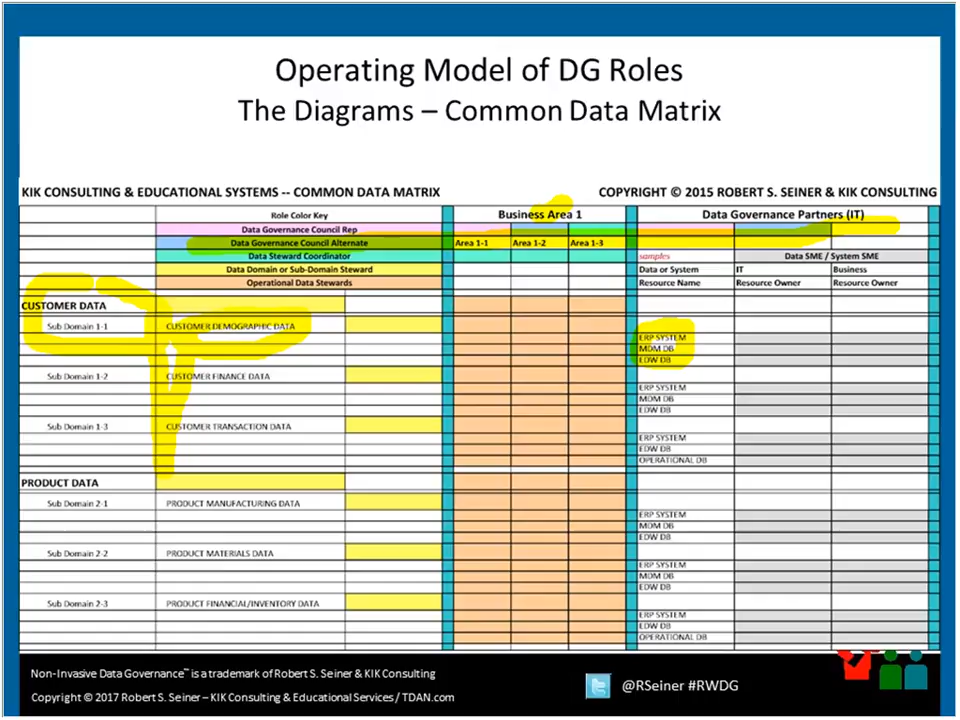 Operating Model of DG Roles
The Diagrams – Common Data Matrix
KIK CONSULTING & EDUCATIONAL SYSTEMS -- COMMON DATA MATRIX
COPYRIGHT © 2015 ROBERT S. SEINER & KIK CONSULTING
Role Color Key
Business Area 1
Data Governance Partners (IT)
Data Governance Council Rep
Data Governance Council Alternate
Area 1-1
Area 1-2
Area 1-3
Data Steward Coordinator
samples
Data SME / System SME
Data Domain or Sub-Domain Steward
Data or System
IT
Business
Operational Data Stewards
Resource Name
Resource Owner
Resource Owner
CUSTOMER DATA
Sub Domain 1-1
CUSTOMER DEMOGRAPHIC DATA
ERP SYSTEM
MDM DB
EDW DB
Sub Domain 1-2
CUSTOMER FINANCE DATA
ERP SYSTEM
MDM DB
EDW DB
Sub Domain 1-3
CUSTOMER TRANSACTION DATA
ERP SYSTEM
EDW DB
OPERATIONAL DB
PRODUCT DATA
Sub Domain 2-1
PRODUCT MANUFACTURING DATA
ERP SYSTEM
MDM DB
EDW DB
Sub Domain 2-2
PRODUCT MATERIALS DATA
ERP SYSTEM
MDM DB
EDW DB
Sub Domain 2-3
PRODUCT FINANCIAL/INVENTORY DATA
ERP SYSTEM
EDW DB
OPERATIONAL DB
Non-Invasive Data Governance™ is a trademark of Robert S. Seiner & KIK Consulting
Copyright © 2017 Robert S. Seiner – KIK Consulting & Educational Services / TDAN.com
@RSeiner #RWDG